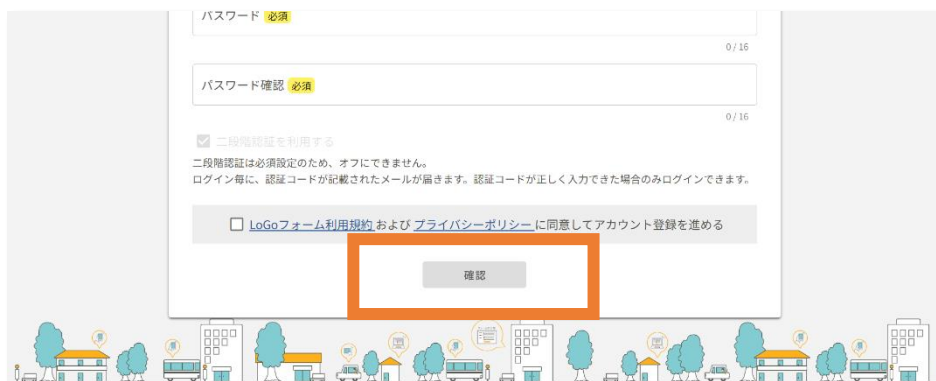 パスワード 必須
0 / 16
パスワード確認 必須
0 / 16
二段階認証を利用する
二段階認証は必須設定のため、オフにできません。
ログイン毎に、認証コードが記載されたメールが届きます。認証コードが正しく入力できた場合のみログインできます。
LoGoフォーム利用規約 および プライバシーポリシー に同意してアカウント登録を進める
確認